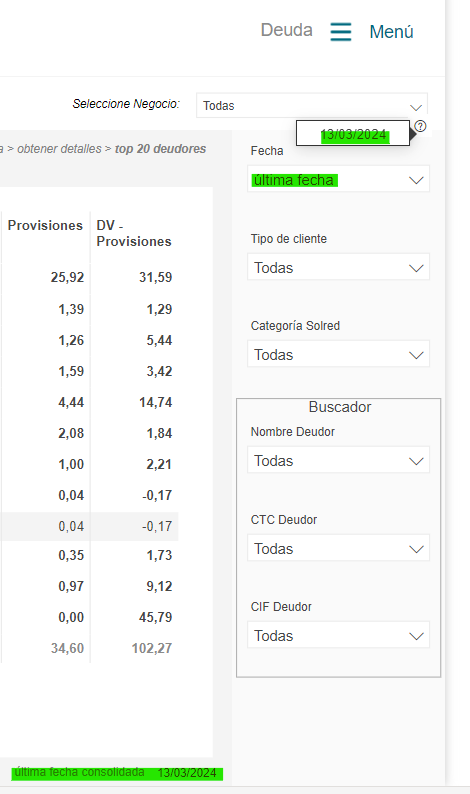 Deuda Menú
Seleccione Negocio: Todas
13/03/2024 ?
> obtener detalles > top 20 deudores
Fecha
última fecha
Provisiones DV - Provisiones
25,92 31,59
1,39 1,29
1,26 5,44
1,59 3,42
4,44 14,74
2,08 1,84
1,00 2,21
0,04 -0,17
0,04 -0,17
0,35 1,73
0,97 9,12
0,00 45,79
34,60 102,27
Tipo de cliente
Todas
Categoría Solred
Todas
Buscador
Nombre Deudor
Todas
CTC Deudor
Todas
CIF Deudor
Todas
última fecha consolidada 13/03/2024